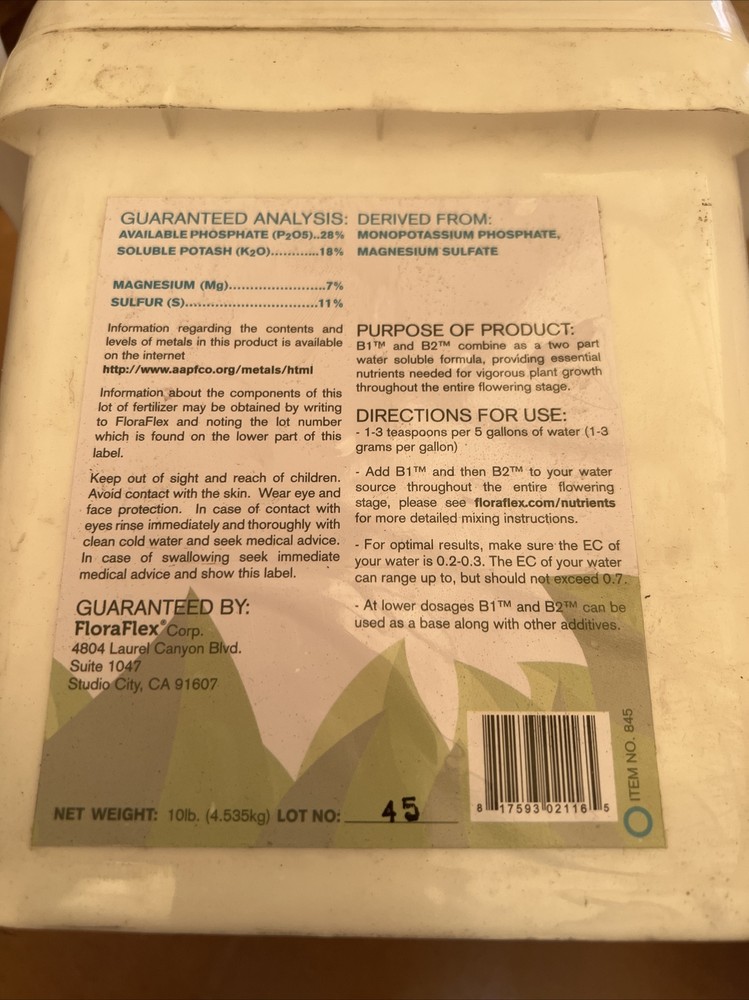 GUARANTEED ANALYSIS:
AVAILABLE PHOSPHATE (P2O5)..28%
SOLUBLE POTASH (K2O)............18%
MAGNESIUM (Mg).......................7%
SULFUR (S)...............................11%
Information regarding the contents and
levels of metals in this product is available
on the internet
http://www.aapfco.org/metals/html
Information about the components of this
lot of fertilizer may be obtained by writing
to FloraFlex and noting the lot number
which is found on the lower part of this
label.
Keep out of sight and reach of children.
Avoid contact with the skin. Wear eye and
face protection. In case of contact with
eyes rinse immediately and thoroughly with
clean cold water and seek medical advice.
In case of swallowing seek immediate
medical advice and show this label.
GUARANTEED BY:
FloraFlex® Corp.
4804 Laurel Canyon Blvd.
Suite 1047
Studio City, CA 91607
DERIVED FROM:
MONOPOTASSIUM PHOSPHATE,
MAGNESIUM SULFATE
PURPOSE OF PRODUCT:
B1™ and B2™ combine as a two part
water soluble formula, providing essential
nutrients needed for vigorous plant growth
throughout the entire flowering stage.
DIRECTIONS FOR USE:
- 1-3 teaspoons per 5 gallons of water (1-3
grams per gallon)
- Add B1™ and then B2™ to your water
source throughout the entire flowering
stage, please see floraflex.com/nutrients
for more detailed mixing instructions.
- For optimal results, make sure the EC of
your water is 0.2-0.3. The EC of your water
can range up to, but should not exceed 0.7.
- At lower dosages B1™ and B2™ can be
used as a base along with other additives.
NET WEIGHT: 10lb. (4.535kg) LOT NO: 45
8 17593 02116 5
ITEM NO. 845